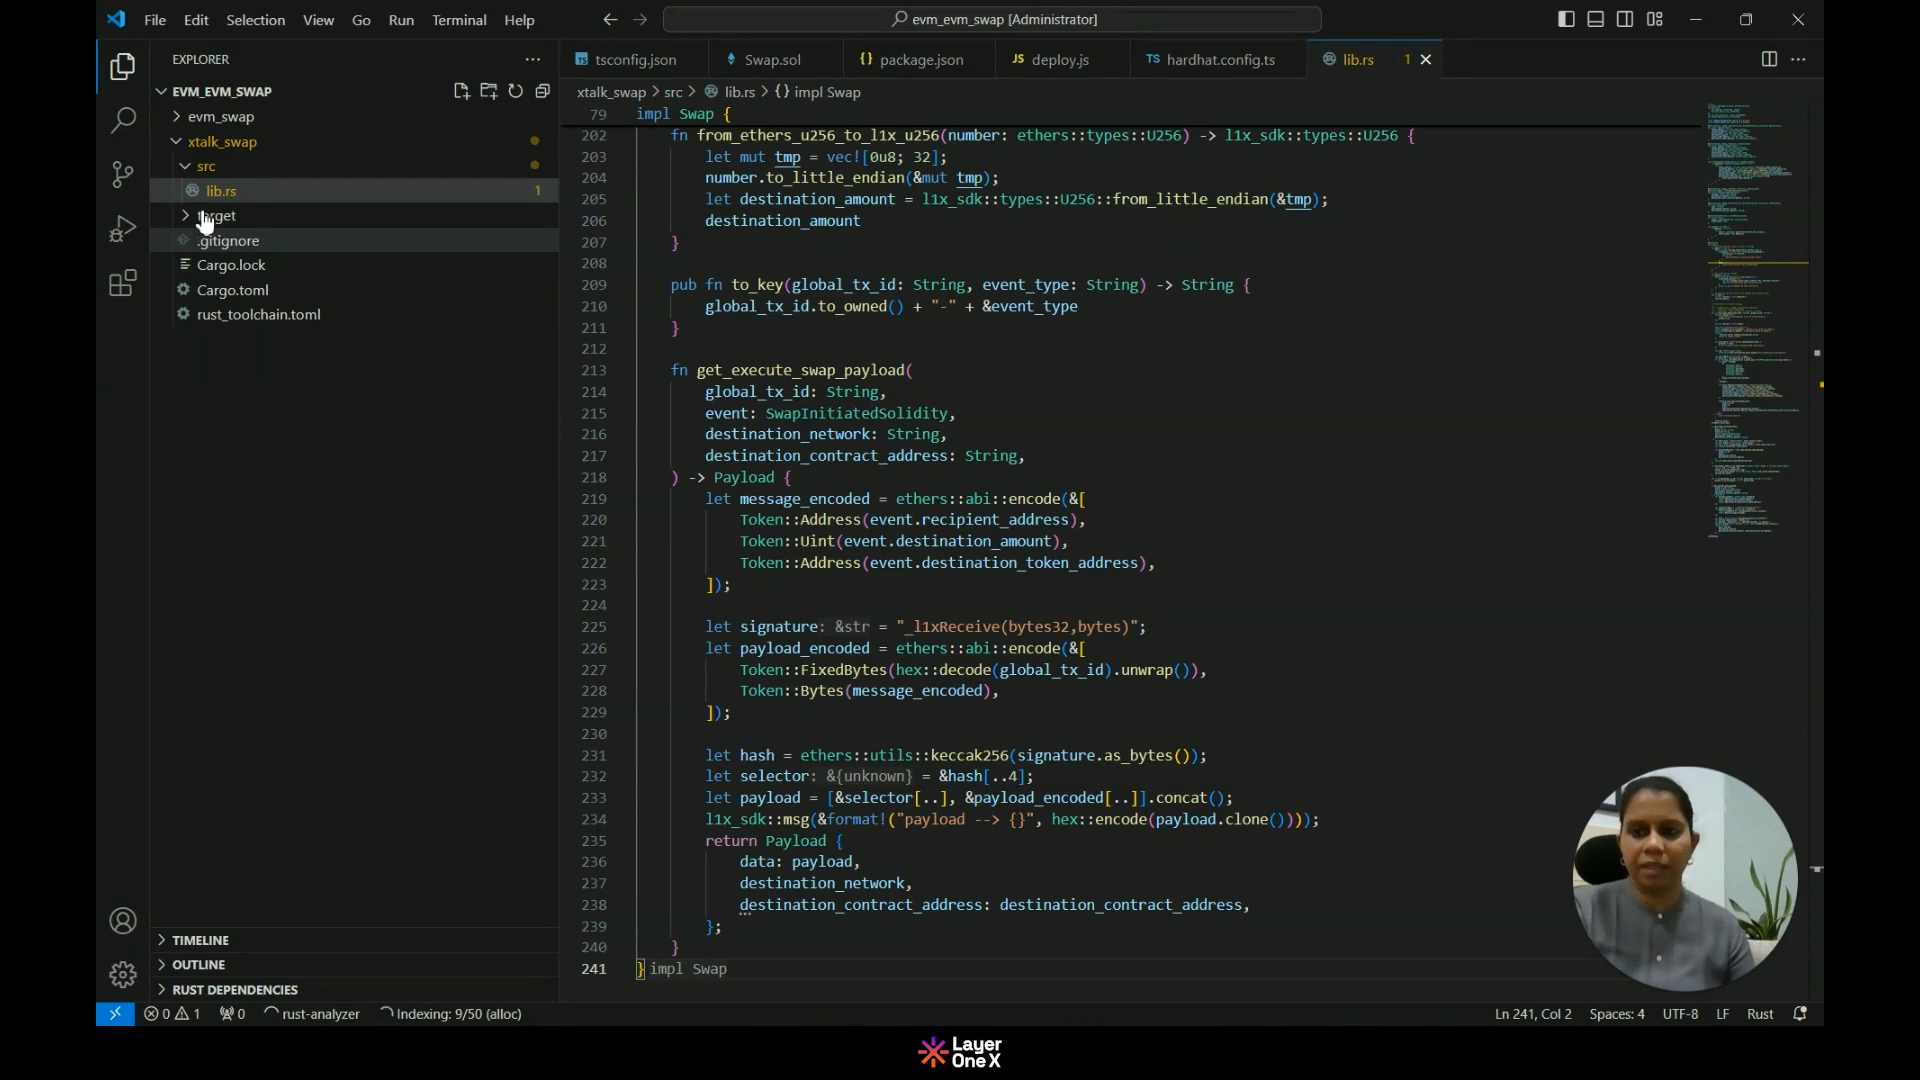 File Edit Selection View Go Run Terminal Help
evm_evm_swap [Administrator]
EXPLORER
tsconfig.json
Swap.sol
package.json
JS deploy.js
TS hardhat.config.ts
lib.rs 1
EVM_EVM_SWAP
xtalk_swap > src > lib.rs > impl Swap
evm_swap
xtalk_swap
src
lib.rs 1
target
.gitignore
Cargo.lock
Cargo.toml
rust_toolchain.toml
TIMELINE
OUTLINE
RUST DEPENDENCIES
79 impl Swap {
202 fn from_ethers_u256_to_l1x_u256(number: ethers::types::U256) -> l1x_sdk::types::U256 {
203 let mut tmp = vec![0u8; 32];
204 number.to_little_endian(&mut tmp);
205 let destination_amount = l1x_sdk::types::U256::from_little_endian(&tmp);
206 destination_amount
207 }
208
209 pub fn to_key(global_tx_id: String, event_type: String) -> String {
210 global_tx_id.to_owned() + "-" + &event_type
211 }
212
213 fn get_execute_swap_payload(
214 global_tx_id: String,
215 event: SwapInitiatedSolidity,
216 destination_network: String,
217 destination_contract_address: String,
218 ) -> Payload {
219 let message_encoded = ethers::abi::encode(&[
220 Token::Address(event.recipient_address),
221 Token::Uint(event.destination_amount),
222 Token::Address(event.destination_token_address),
223 ]);
224
225 let signature: &str = "_l1xReceive(bytes32,bytes)";
226 let payload_encoded = ethers::abi::encode(&[
227 Token::FixedBytes(hex::decode(global_tx_id).unwrap()),
228 Token::Bytes(message_encoded),
229 ]);
230
231 let hash = ethers::utils::keccak256(signature.as_bytes());
232 let selector: &{unknown} = &hash[..4];
233 let payload = [&selector[..], &payload_encoded[..]].concat();
234 l1x_sdk::msg(&format!("payload --> {}", hex::encode(payload.clone())));
235 return Payload {
236 data: payload,
237 destination_network,
238 destination_contract_address: destination_contract_address,
239 };
240 }
241 } impl Swap
0 1 0 rust-analyzer Indexing: 9/50 (alloc)
Ln 241, Col 2 Spaces: 4 UTF-8 LF Rust
Layer
One X